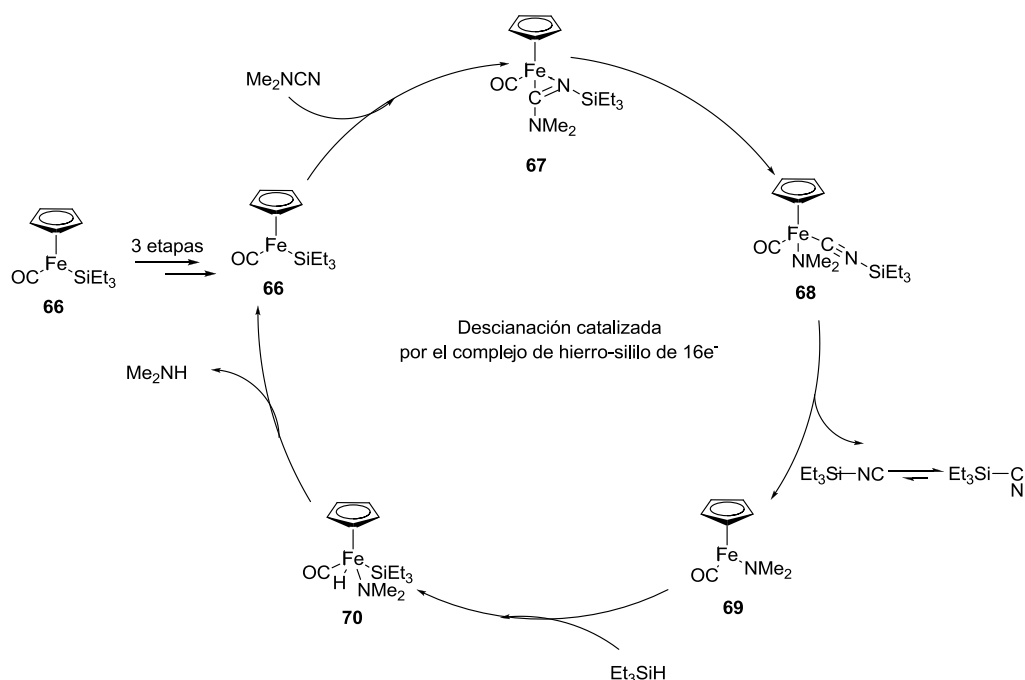 Me2NCN
Fe
OC
C
N
SiEt3
NMe2
67
Fe
OC
SiEt3
66
3 etapas
Fe
OC
SiEt3
66
Fe
OC
C
N
NMe2
SiEt3
68
Descianación catalizada
por el complejo de hierro-sililo de 16e-
Me2NH
Et3Si
NC
Et3Si
C
N
Fe
OC
H
SiEt3
NMe2
70
Fe
OC
NMe2
69
Et3SiH